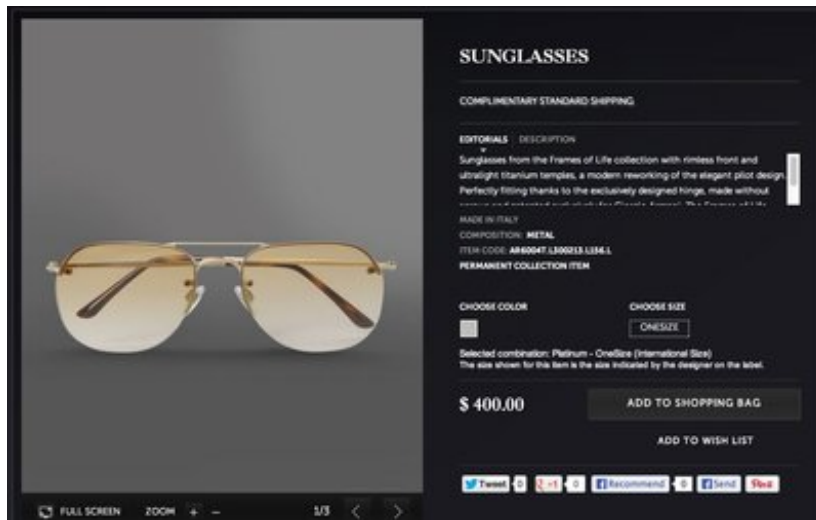 SUNGLASSES
COMPLIMENTARY STANDARD SHIPPING
EDITORIALS DESCRIPTION
Sunglasses from the Frames of Life collection with rimless front and
ultralight titanium temples, a modern reworking of the elegant pilot design.
Perfectly fitting thanks to the exclusively designed hinge, made without
MADE IN ITALY
COMPOSITION: METAL
ITEM CODE:
PERMANENT COLLECTION ITEM
CHOOSE COLOR
CHOOSE SIZE
ONESIZE
Selected combination: Platinum - OneSize (International Size)
The size shown for this item is the size indicated by the designer on the label.
$ 400.00
ADD TO SHOPPING BAG
ADD TO WISH LIST
Tweet 0 +1 0 Recommend 0 Send Pin it
FULL SCREEN ZOOM + - 1/3